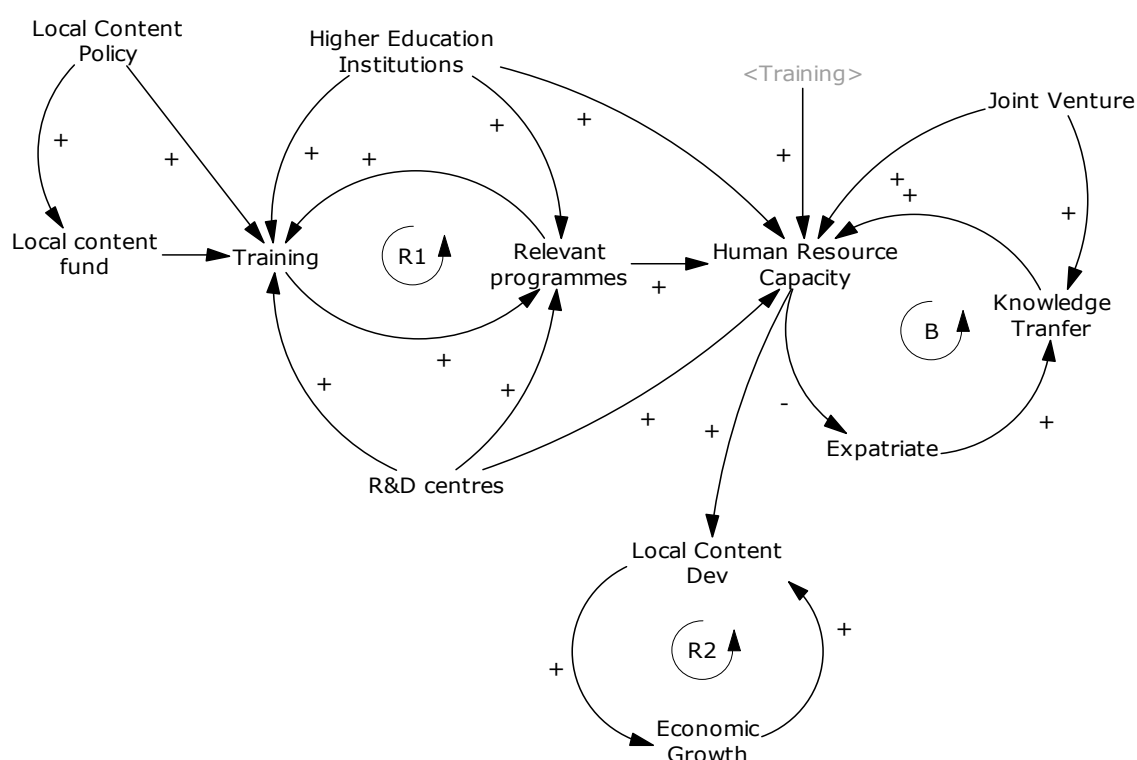 Local Content
Policy
Higher Education
Institutions
<Training>
Joint Venture
+
+
+
+
+
+
+
+
+
+
Local content
fund
Training
R1
Relevant
programmes
+
Human Resource
Capacity
+
Knowledge
Tranfer
B
+
+
+
+
+
-
+
Expatriate
R&D centres
Local Content
Dev
R2
+
+
Economic
Growth